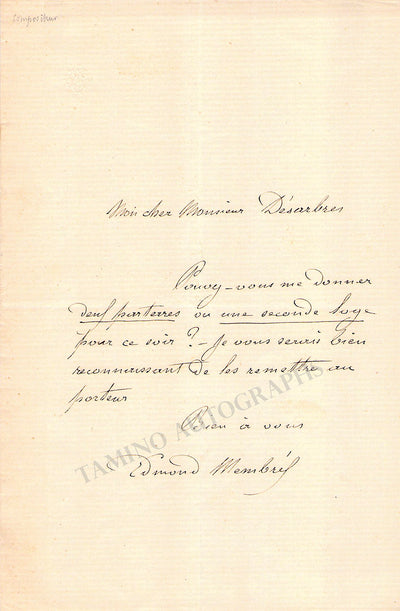 Compositeur
Mon cher Monsieur Désarbres
Pouvez-vous me donner
deux parterres ou une seconde loge
pour ce soir ? - Je vous serais bien
reconnaissant de les remettre au
porteur
Bien à vous
Edmond Membrée
TAMINO AUTOGRAPHS